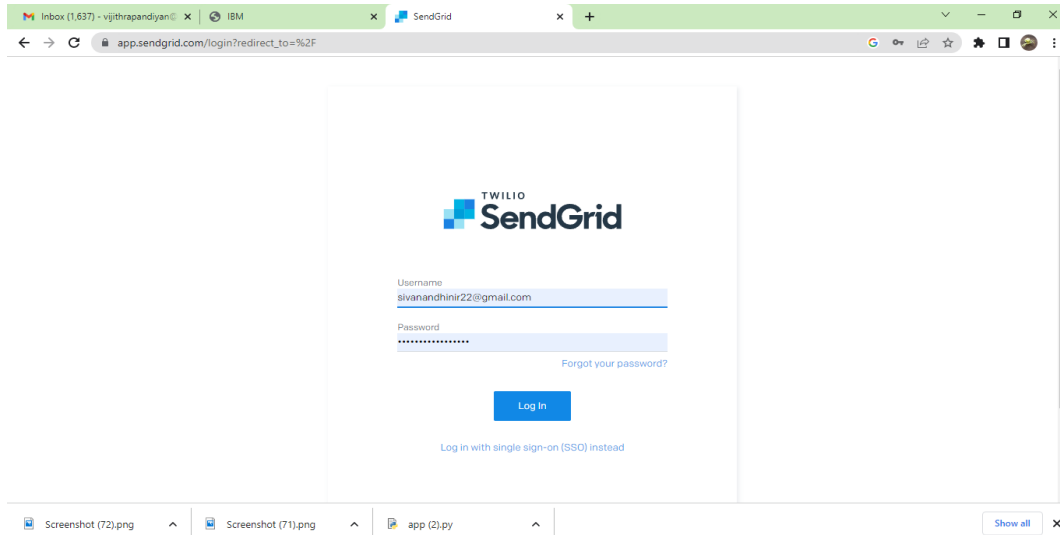 Inbox (1,637) - vijithrapandiyan@
IBM
SendGrid
app.sendgrid.com/login?redirect_to=%2F
TWILIO
SendGrid
Username
sivanandhinir22@gmail.com
Password
•••••••••••••••••
Forgot your password?
Log In
Log in with single sign-on (SSO) instead
Screenshot (72).png
Screenshot (71).png
app (2).py
Show all